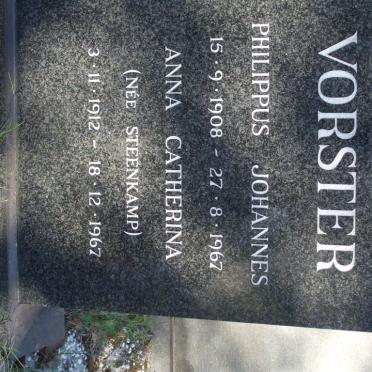 VORSTER
PHILIPPUS JOHANNES
15·9·1908 – 27·8·1967
ANNA CATHERINA
(NÉE STEENKAMP)
3·11·1912 – 18·12·1967